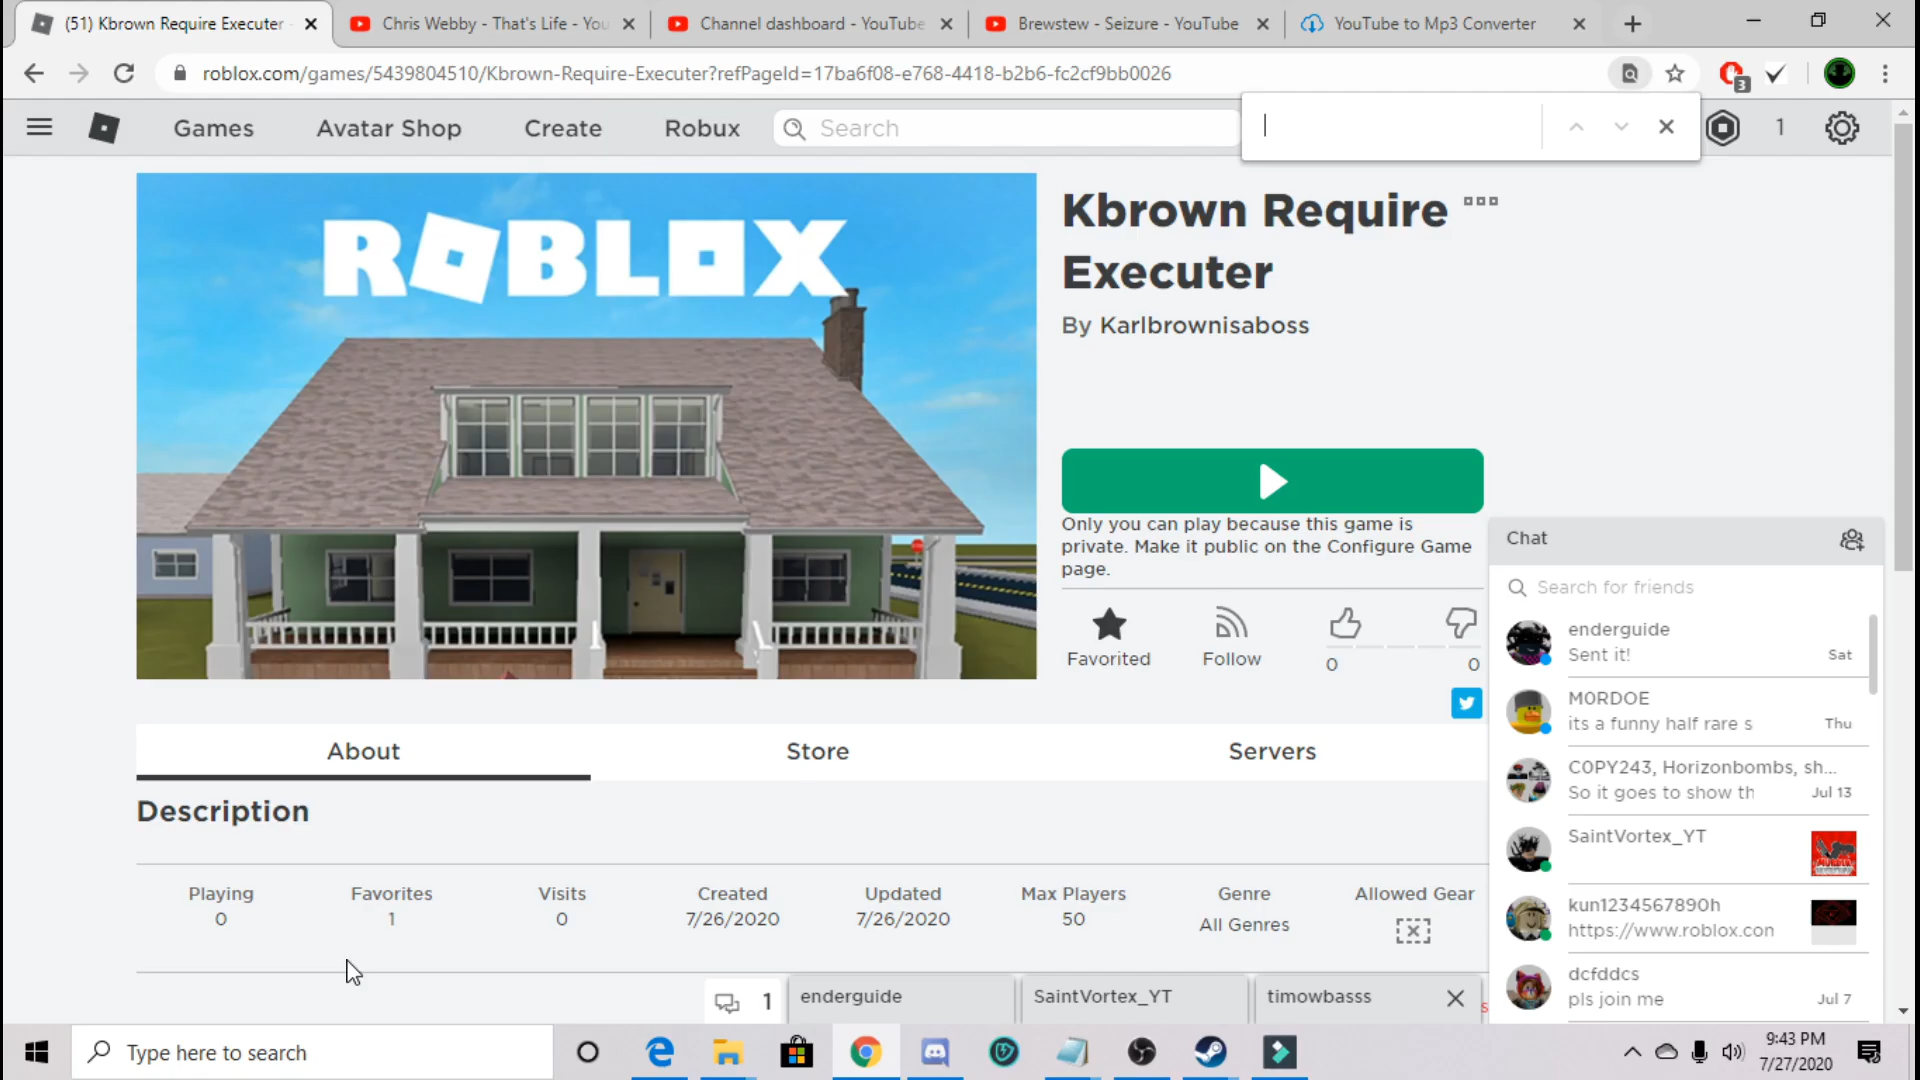 (51) Kbrown Require Executer -
Chris Webby - That's Life - You
Channel dashboard - YouTube
Brewstew - Seizure - YouTube
YouTube to Mp3 Converter
roblox.com/games/5439804510/Kbrown-Require-Executer?refPageId=17ba6f08-e768-4418-b2b6-fc2cf9bb0026
3
Games
Avatar Shop
Create
Robux
Search
1
ROBLOX
Kbrown Require
Executer
By Karlbrownisaboss
Only you can play because this game is
private. Make it public on the Configure Game
page.
Favorited
Follow
0
0
About
Store
Servers
Description
Playing
0
Favorites
1
Visits
0
Created
7/26/2020
Updated
7/26/2020
Max Players
50
Genre
All Genres
Allowed Gear
Chat
Search for friends
enderguide
Sent it!
Sat
M0RDOE
its a funny half rare s
Thu
C0PY243, Horizonbombs, sh...
So it goes to show th
Jul 13
SaintVortex_YT
kun1234567890h
https://www.roblox.con
dcfddcs
pls join me
Jul 7
1
enderguide
SaintVortex_YT
timowbasss
Type here to search
9:43 PM
7/27/2020